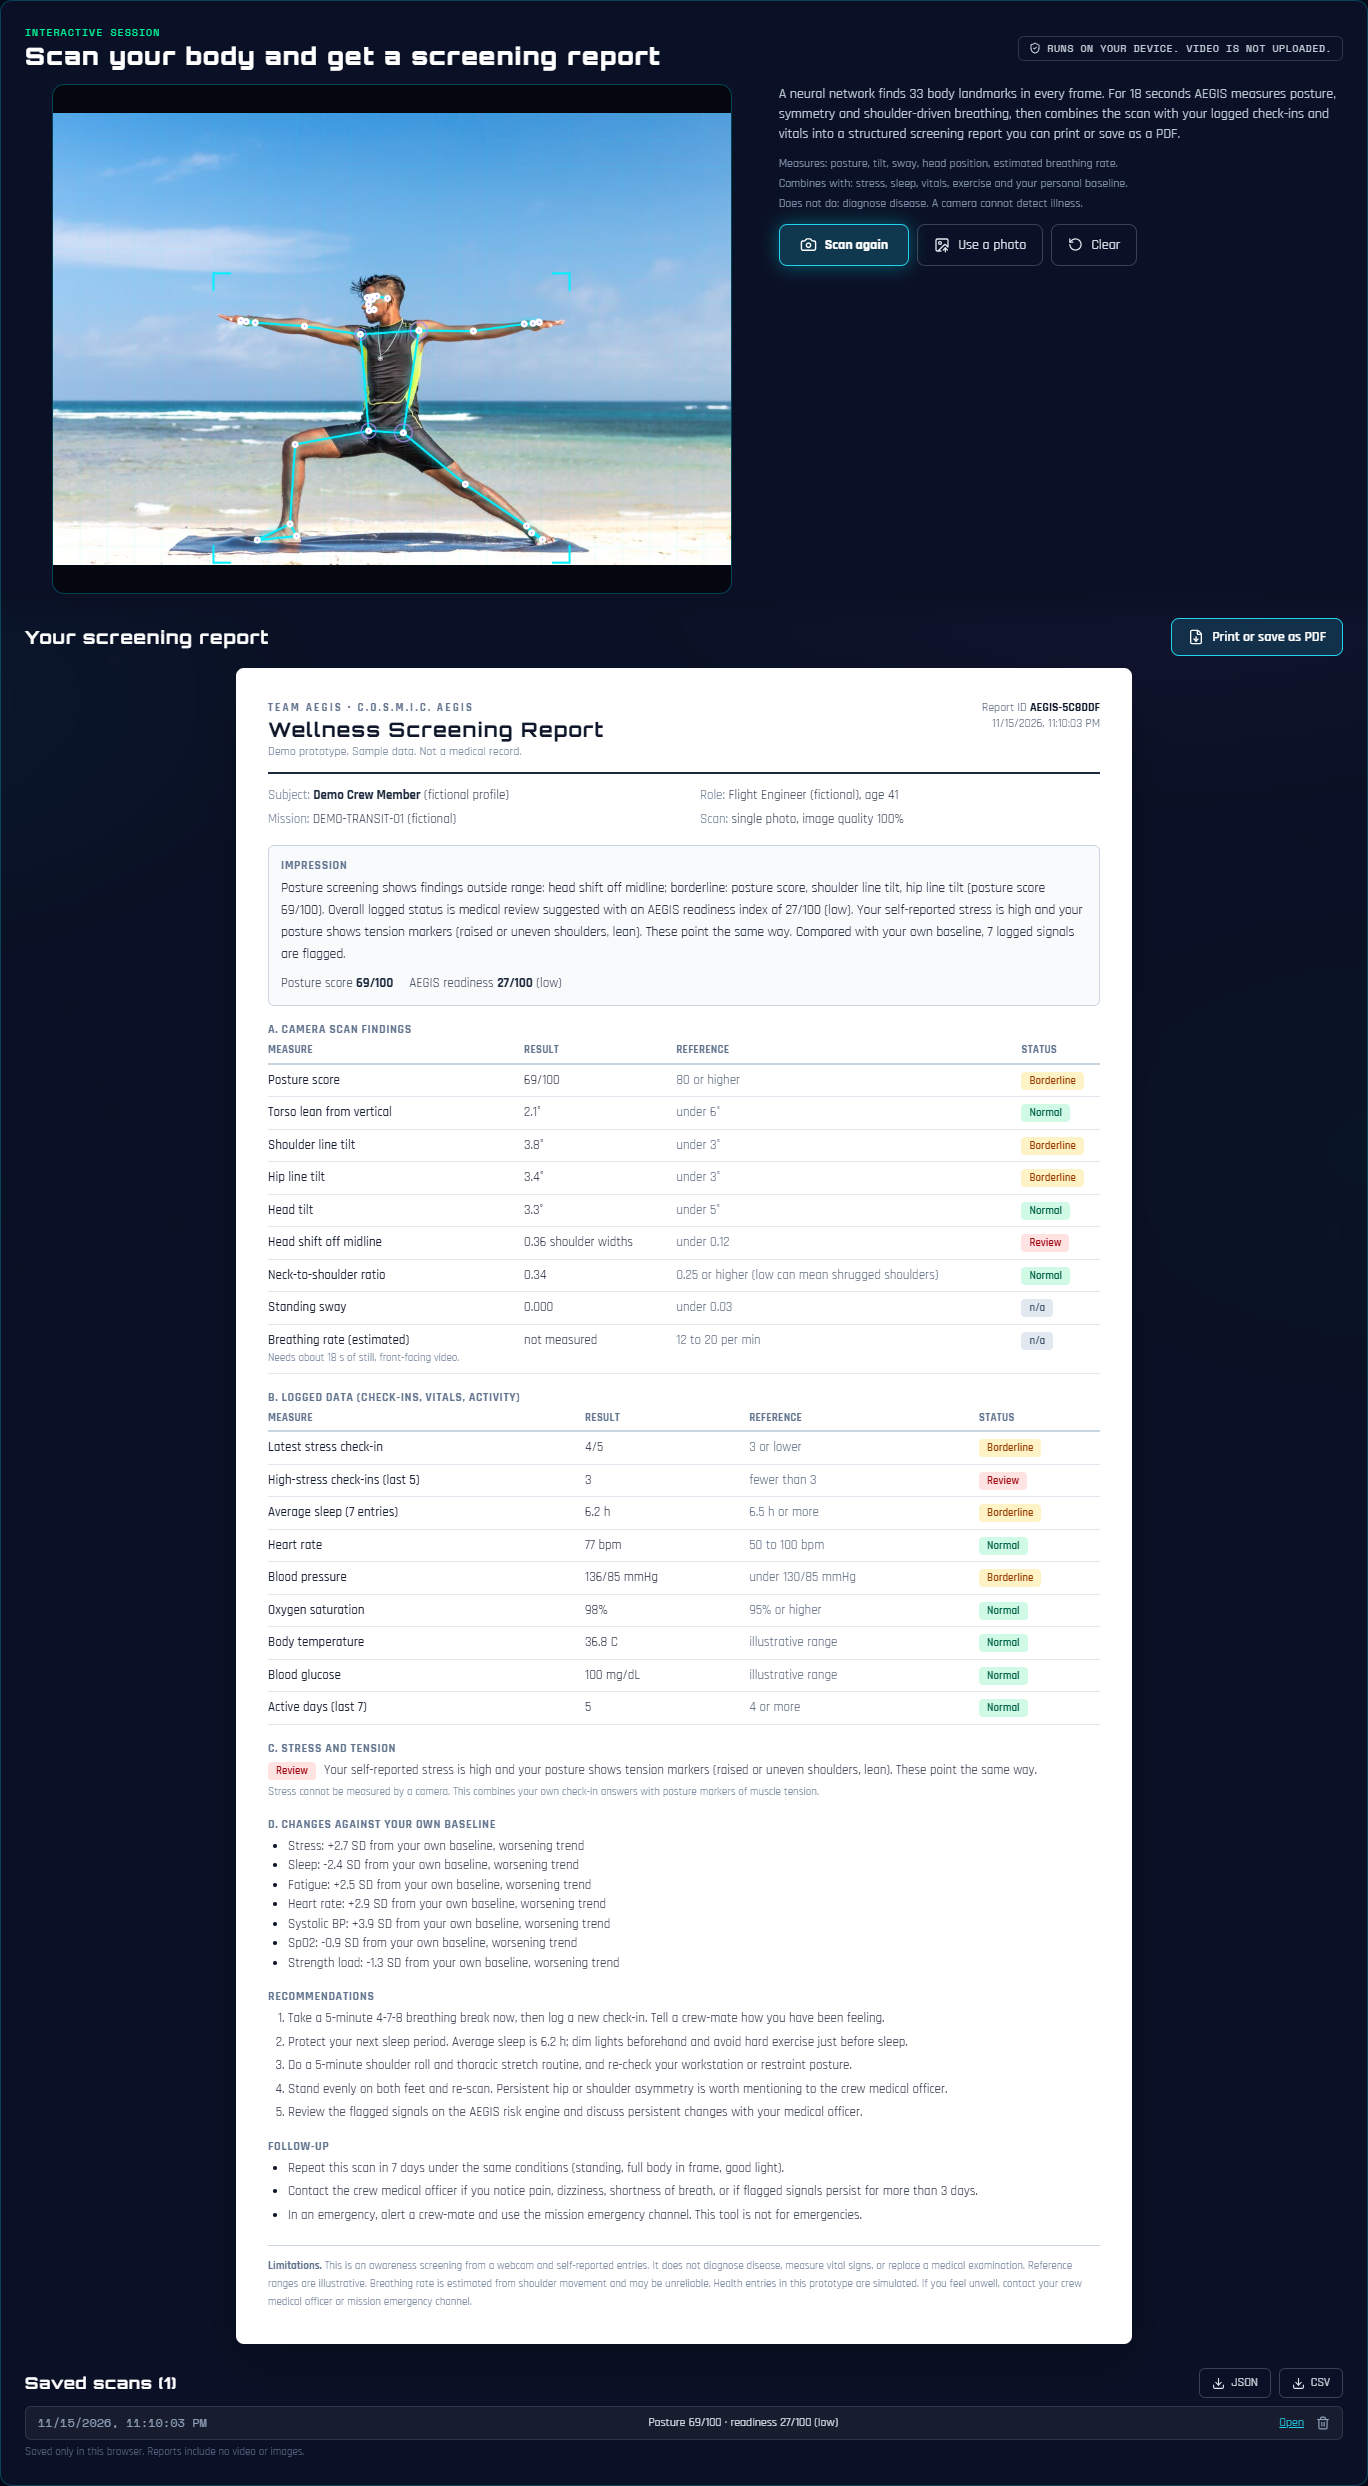 INTERACTIVE SESSION
Scan your body and get a screening report
RUNS ON YOUR DEVICE. VIDEO IS NOT UPLOADED.
A neural network finds 33 body landmarks in every frame. For 18 seconds AEGIS measures posture,
symmetry and shoulder-driven breathing, then combines the scan with your logged check-ins and
vitals into a structured screening report you can print or save as a PDF.
Measures: posture, tilt, sway, head position, estimated breathing rate.
Combines with: stress, sleep, vitals, exercise and your personal baseline.
Does not do: diagnose disease. A camera cannot detect illness.
Scan again Use a photo Clear
Your screening report
Print or save as PDF
TEAM AEGIS · C.O.S.M.I.C. AEGIS
Wellness Screening Report
Demo prototype. Sample data. Not a medical record.
Report ID AEGIS-5C8DDF
11/15/2026, 11:10:03 PM
Subject: Demo Crew Member (fictional profile)
Role: Flight Engineer (fictional), age 41
Mission: DEMO-TRANSIT-01 (fictional)
Scan: single photo, image quality 100%
IMPRESSION
Posture screening shows findings outside range: head shift off midline; borderline: posture score, shoulder line tilt, hip line tilt (posture score
69/100). Overall logged status is medical review suggested with an AEGIS readiness index of 27/100 (low). Your self-reported stress is high and your
posture shows tension markers (raised or uneven shoulders, lean). These point the same way. Compared with your own baseline, 7 logged signals
are flagged.
Posture score 69/100 AEGIS readiness 27/100 (low)
A. CAMERA SCAN FINDINGS
MEASURE RESULT REFERENCE STATUS
Posture score 69/100 80 or higher Borderline
Torso lean from vertical 2.1° under 6° Normal
Shoulder line tilt 3.8° under 3° Borderline
Hip line tilt 3.4° under 3° Borderline
Head tilt 3.3° under 5° Normal
Head shift off midline 0.36 shoulder widths under 0.12 Review
Neck-to-shoulder ratio 0.34 0.25 or higher (low can mean shrugged shoulders) Normal
Standing sway 0.000 under 0.03 n/a
Breathing rate (estimated) not measured 12 to 20 per min n/a
Needs about 18 s of still, front-facing video.
B. LOGGED DATA (CHECK-INS, VITALS, ACTIVITY)
MEASURE RESULT REFERENCE STATUS
Latest stress check-in 4/5 3 or lower Borderline
High-stress check-ins (last 5) 3 fewer than 3 Review
Average sleep (7 entries) 6.2 h 6.5 h or more Borderline
Heart rate 77 bpm 50 to 100 bpm Normal
Blood pressure 136/85 mmHg under 130/85 mmHg Borderline
Oxygen saturation 98% 95% or higher Normal
Body temperature 36.8 C illustrative range Normal
Blood glucose 100 mg/dL illustrative range Normal
Active days (last 7) 5 4 or more Normal
C. STRESS AND TENSION
Review Your self-reported stress is high and your posture shows tension markers (raised or uneven shoulders, lean). These point the same way.
Stress cannot be measured by a camera. This combines your own check-in answers with posture markers of muscle tension.
D. CHANGES AGAINST YOUR OWN BASELINE
• Stress: +2.7 SD from your own baseline, worsening trend
• Sleep: -2.4 SD from your own baseline, worsening trend
• Fatigue: +2.5 SD from your own baseline, worsening trend
• Heart rate: +2.9 SD from your own baseline, worsening trend
• Systolic BP: +3.9 SD from your own baseline, worsening trend
• SpO2: -0.9 SD from your own baseline, worsening trend
• Strength load: -1.3 SD from your own baseline, worsening trend
RECOMMENDATIONS
1. Take a 5-minute 4-7-8 breathing break now, then log a new check-in. Tell a crew-mate how you have been feeling.
2. Protect your next sleep period. Average sleep is 6.2 h; dim lights beforehand and avoid hard exercise just before sleep.
3. Do a 5-minute shoulder roll and thoracic stretch routine, and re-check your workstation or restraint posture.
4. Stand evenly on both feet and re-scan. Persistent hip or shoulder asymmetry is worth mentioning to the crew medical officer.
5. Review the flagged signals on the AEGIS risk engine and discuss persistent changes with your medical officer.
FOLLOW-UP
• Repeat this scan in 7 days under the same conditions (standing, full body in frame, good light).
• Contact the crew medical officer if you notice pain, dizziness, shortness of breath, or if flagged signals persist for more than 3 days.
• In an emergency, alert a crew-mate and use the mission emergency channel. This tool is not for emergencies.
Limitations. This is an awareness screening from a webcam and self-reported entries. It does not diagnose disease, measure vital signs, or replace a medical examination. Reference
ranges are illustrative. Breathing rate is estimated from shoulder movement and may be unreliable. Health entries in this prototype are simulated. If you feel unwell, contact your crew
medical officer or mission emergency channel.
Saved scans (1)
JSON CSV
11/15/2026, 11:10:03 PM Posture 69/100 · readiness 27/100 (low) Open
Saved only in this browser. Reports include no video or images.